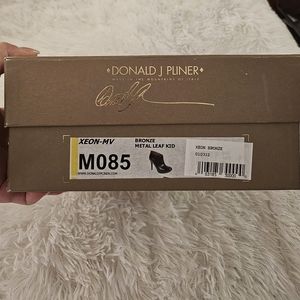 DONALD J PLINER
MADE IN THE MOUNTAINS OF ITALY
XEON-MV
BRONZE
METAL LEAF KID
M085
WWW.DONALDJPLINER.COM
XEON BRONZE
010312